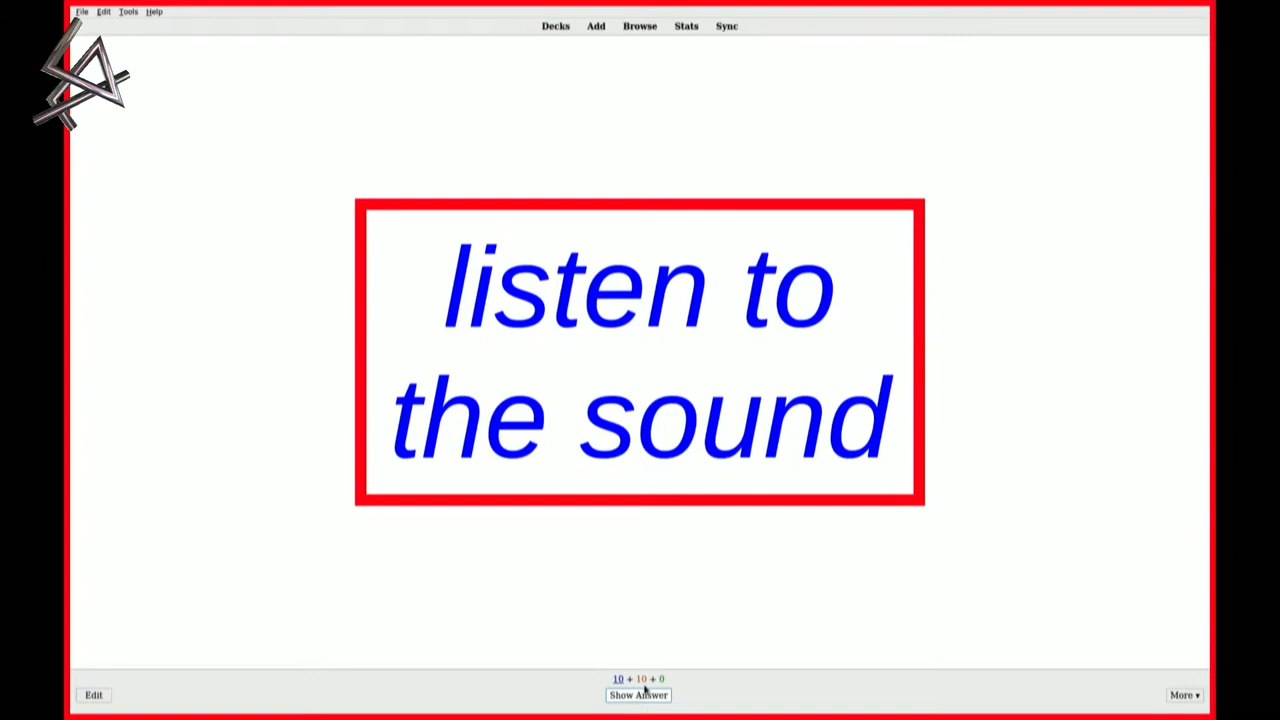 File Edit Tools Help
Decks Add Browse Stats Sync
listen to
the sound
10 + 10 + 0
Edit Show Answer More ▾